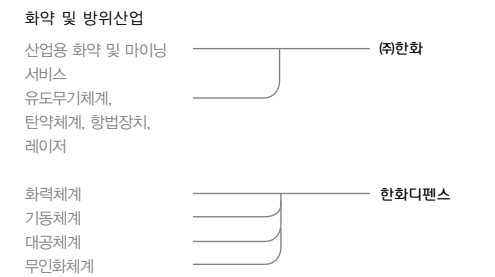 화약 및 방위산업
산업용 화약 및 마이닝
서비스
㈜한화
유도무기체계,
탄약체계, 항법장치,
레이저
화력체계
한화디펜스
기동체계
대공체계
무인화체계